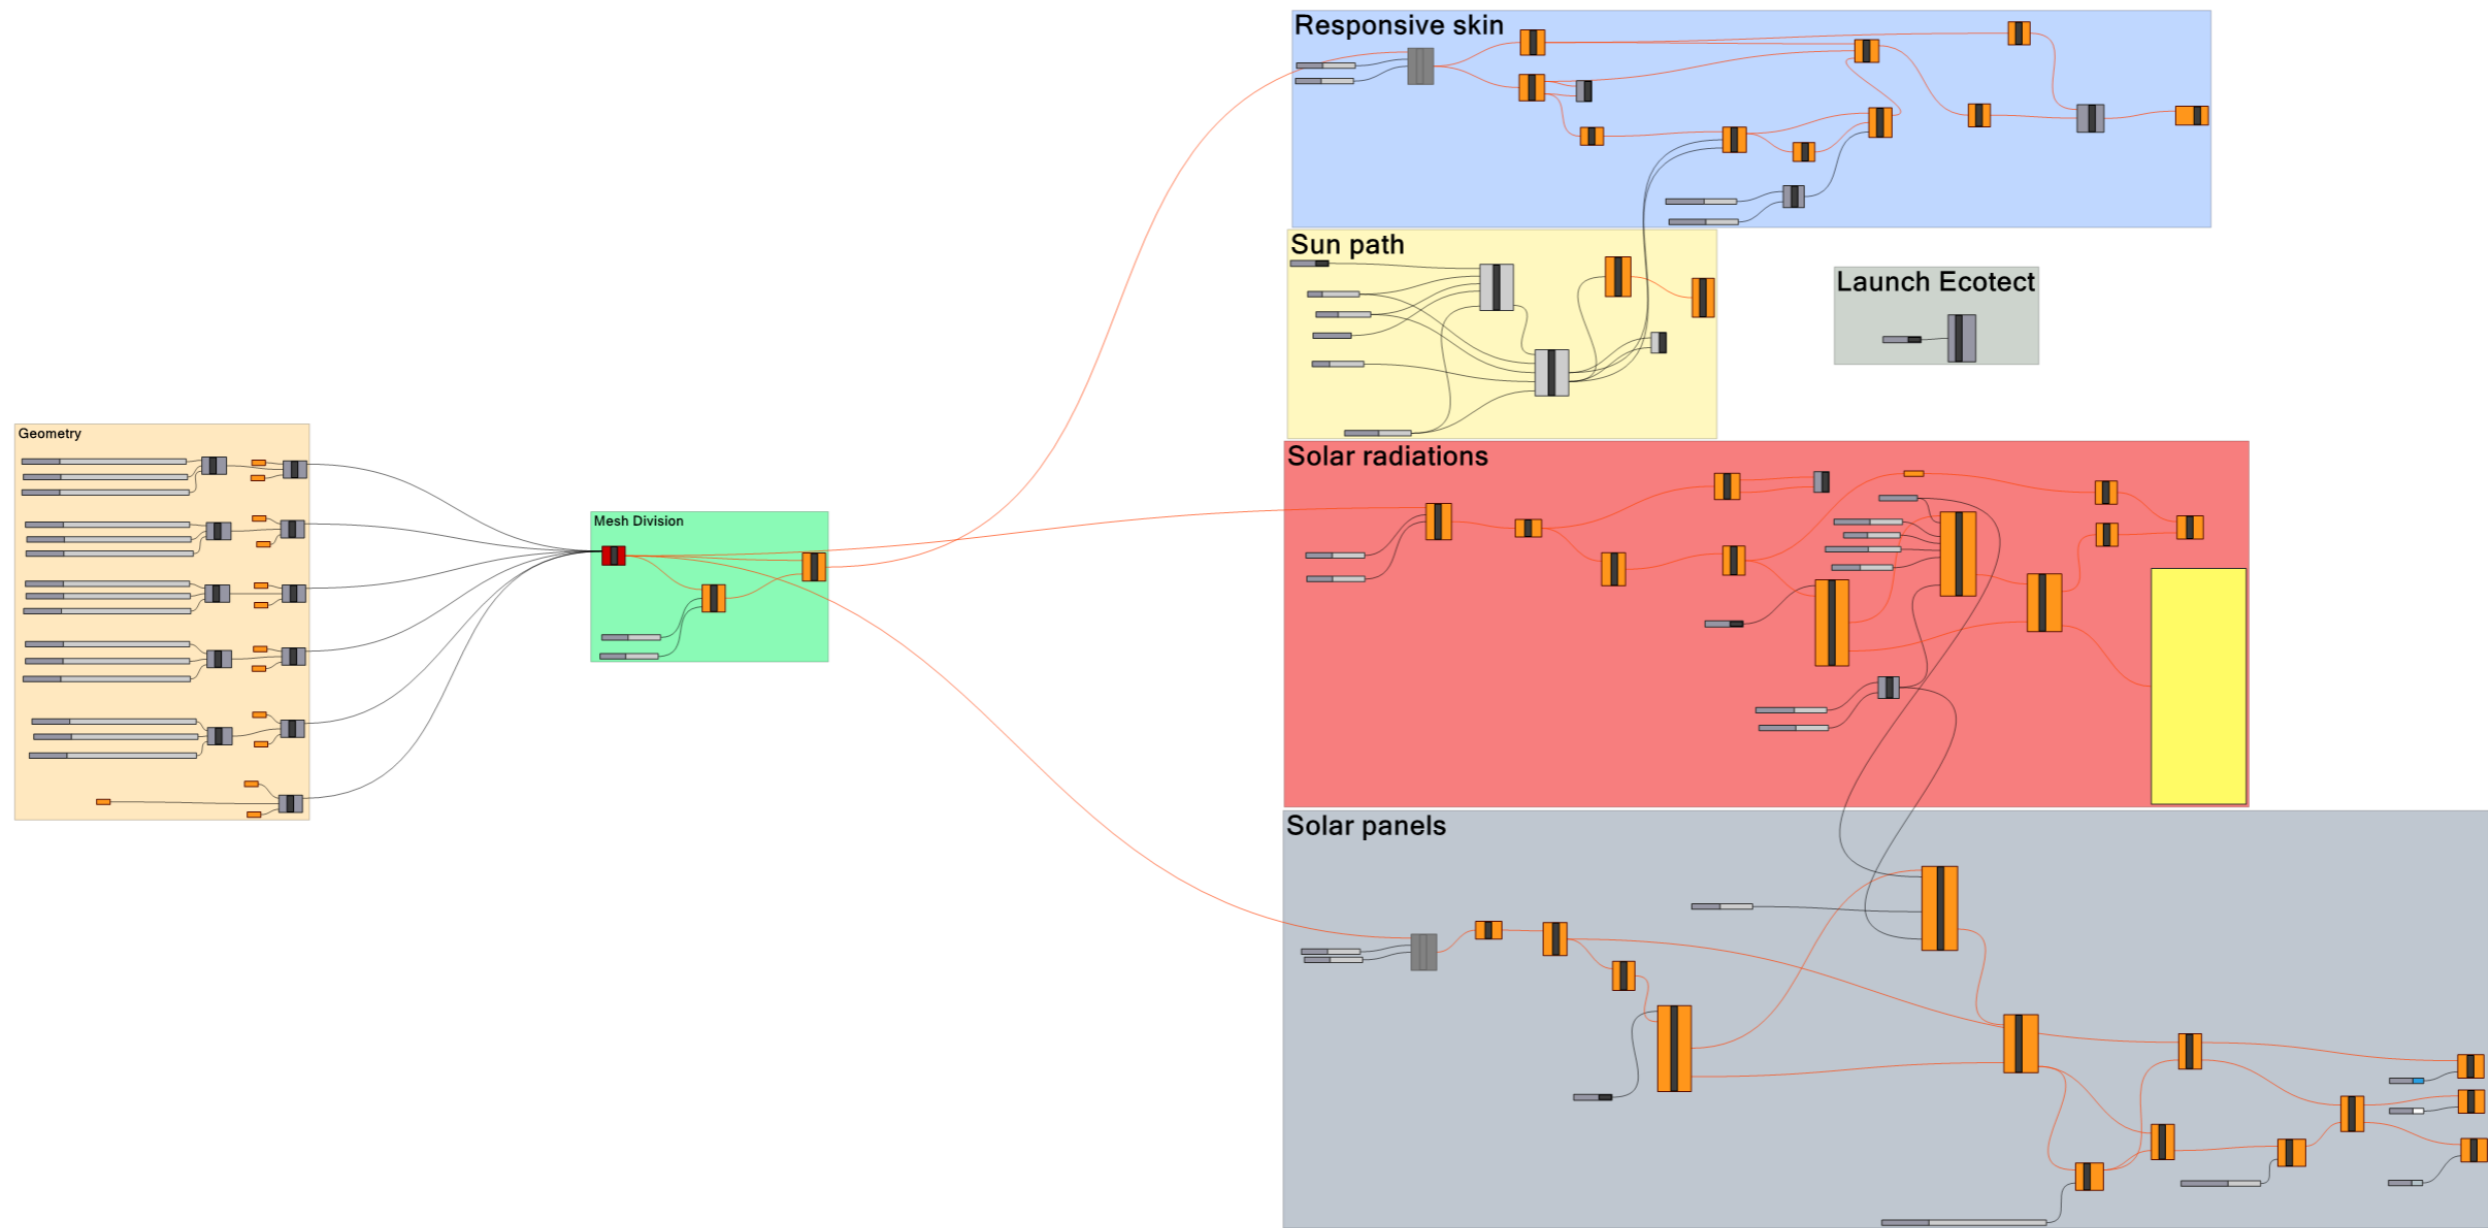 Responsive skin
Sun path
Launch Ecotect
Geometry
Solar radiations
Mesh Division
Solar panels